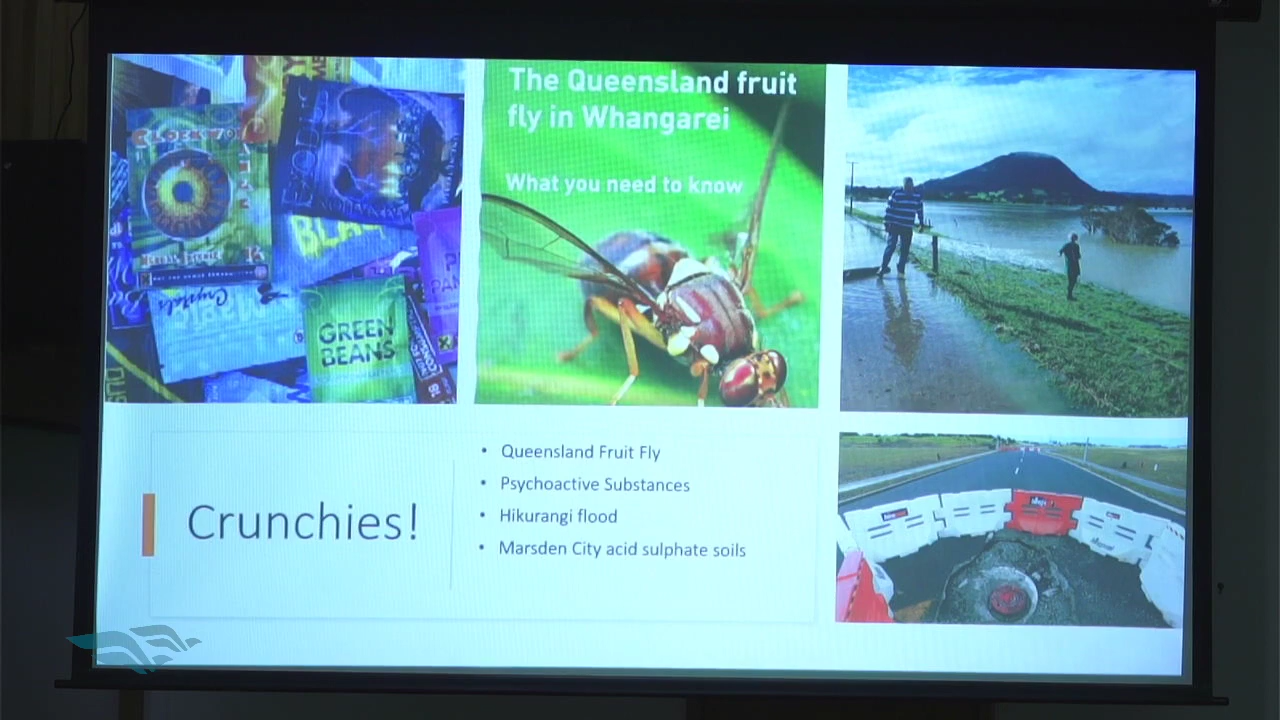 The Queensland fruit
fly in Whangarei
What you need to know
GREEN
BEANS
Crystals
Crunchies!
• Queensland Fruit Fly
• Psychoactive Substances
• Hikurangi flood
• Marsden City acid sulphate soils